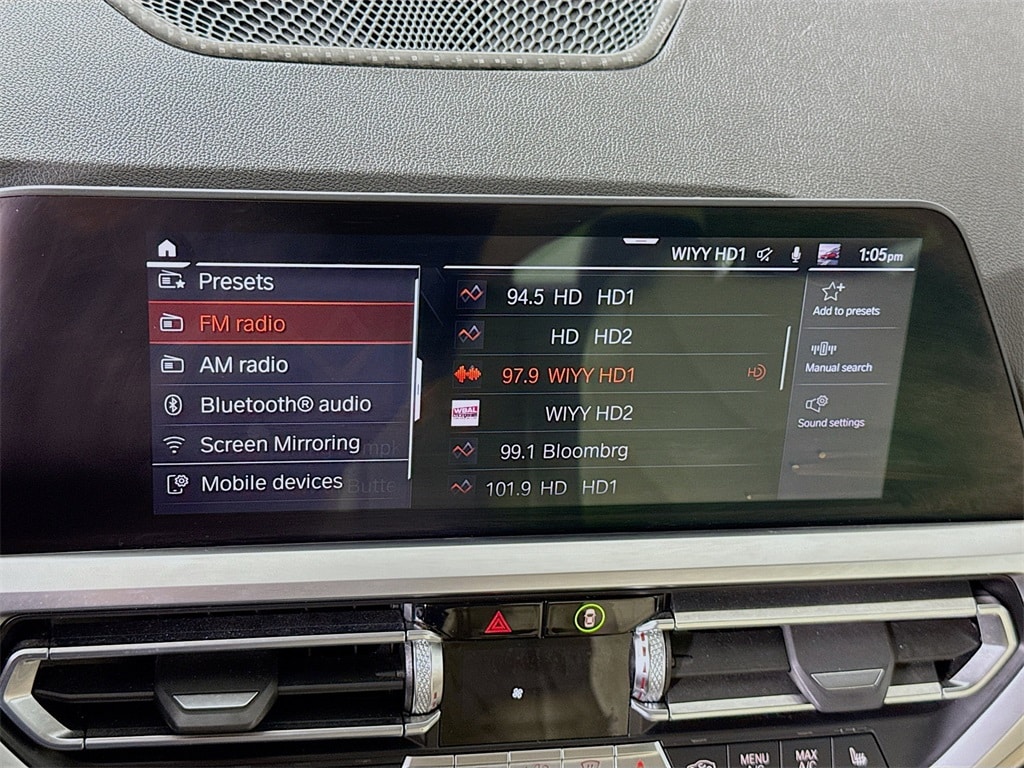 WIYY HD1
1:05pm
Presets
FM radio
AM radio
Bluetooth® audio
Screen Mirroring
Mobile devices
94.5 HD HD1
HD HD2
97.9 WIYY HD1
HD
WIYY HD2
WBAL
99.1 Bloombrg
101.9 HD HD1
Add to presets
Manual search
Sound settings
MENU
A/C
MAX
A/C